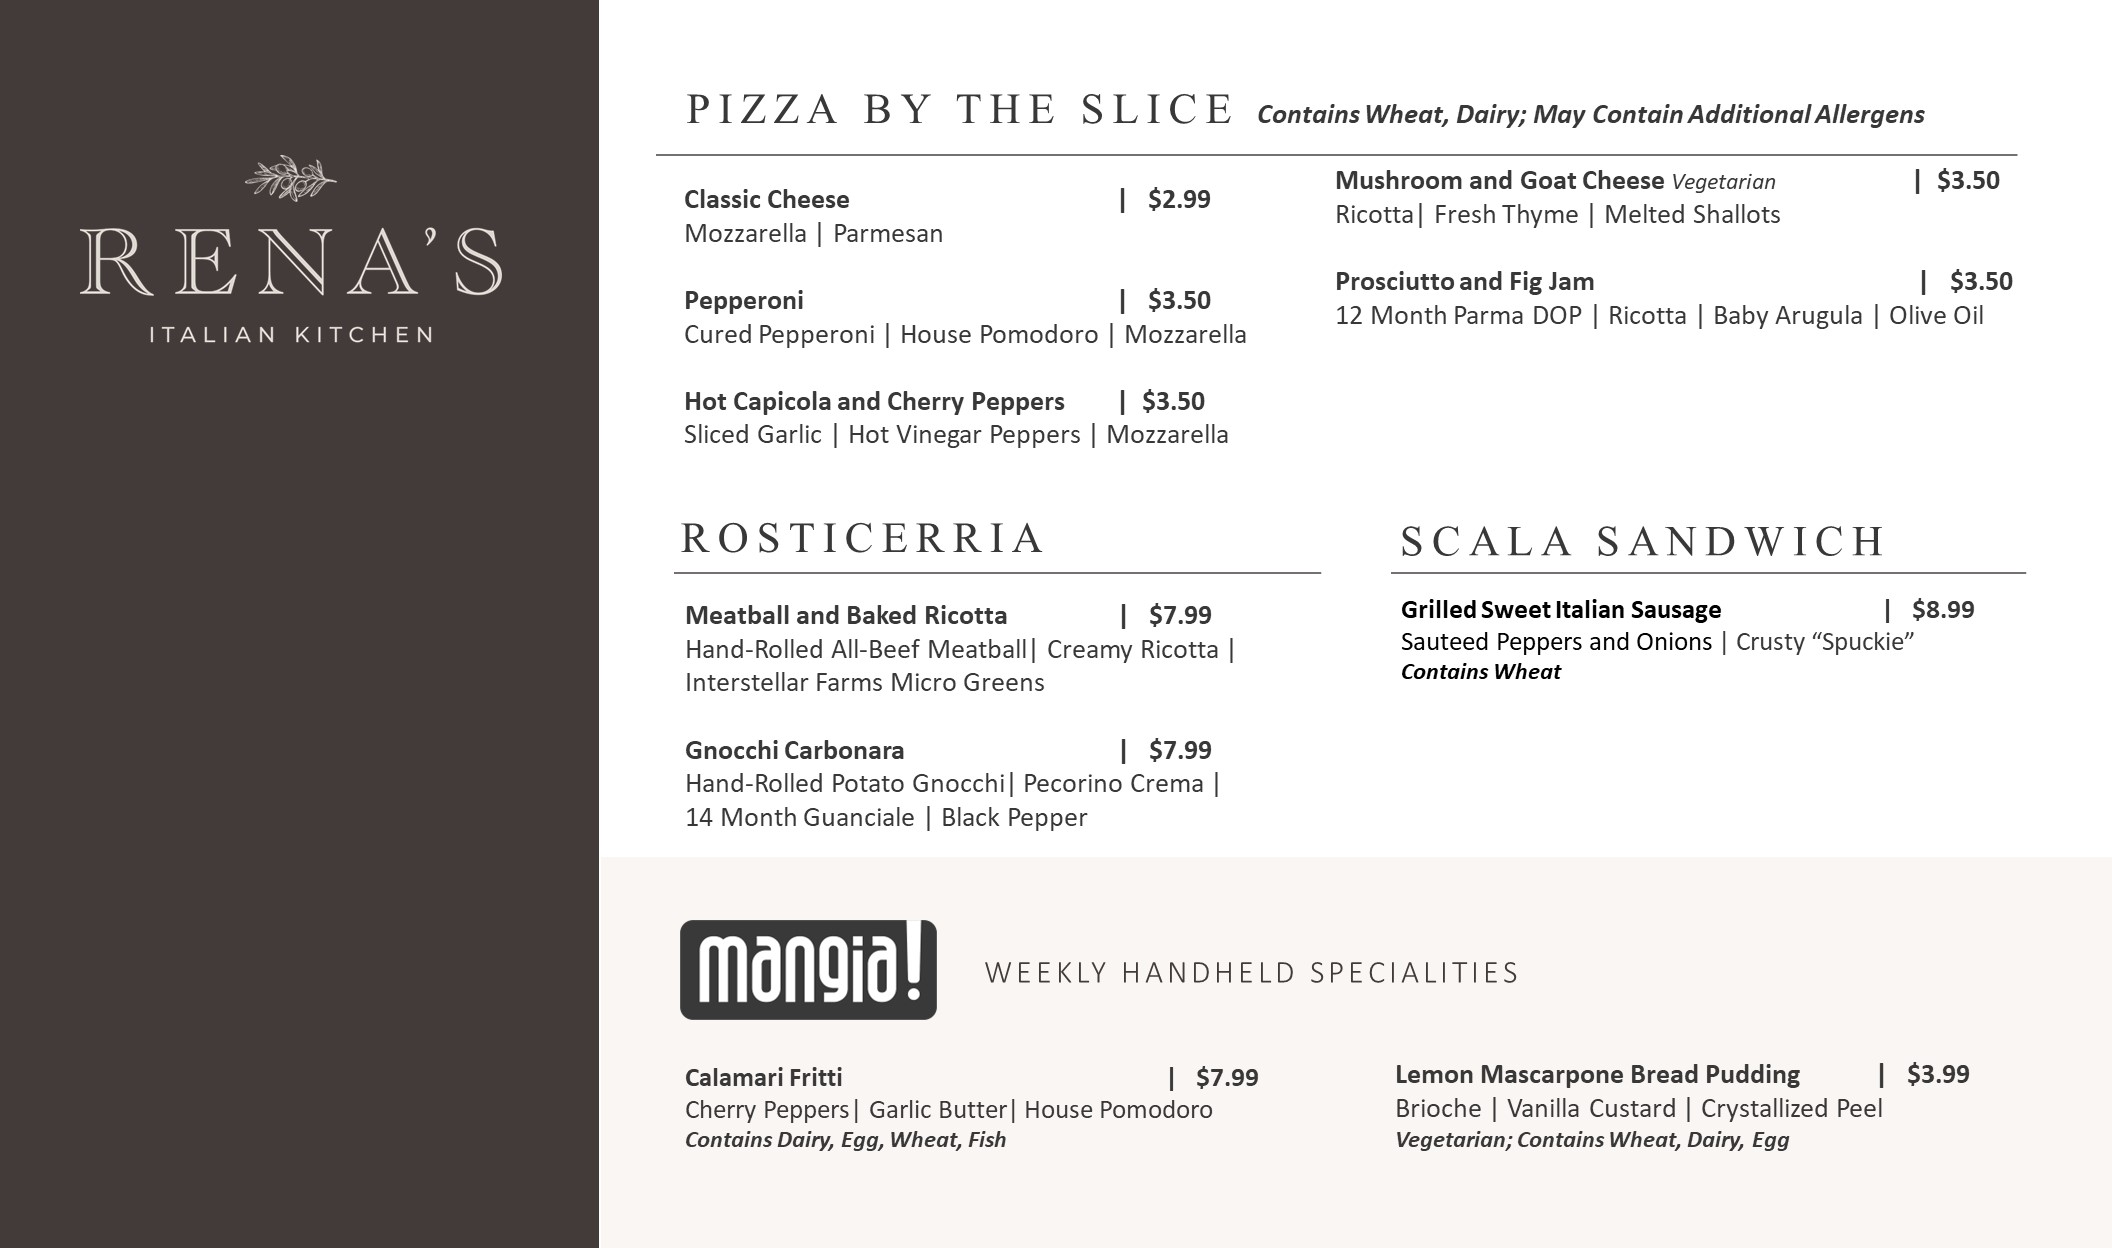 RENA'S
ITALIAN KITCHEN
PIZZA BY THE SLICE Contains Wheat, Dairy; May Contain Additional Allergens
Classic Cheese | $2.99
Mozzarella | Parmesan
Pepperoni | $3.50
Cured Pepperoni | House Pomodoro | Mozzarella
Hot Capicola and Cherry Peppers | $3.50
Sliced Garlic | Hot Vinegar Peppers | Mozzarella
Mushroom and Goat Cheese Vegetarian | $3.50
Ricotta| Fresh Thyme | Melted Shallots
Prosciutto and Fig Jam | $3.50
12 Month Parma DOP | Ricotta | Baby Arugula | Olive Oil
ROSTICERRIA
Meatball and Baked Ricotta | $7.99
Hand-Rolled All-Beef Meatball| Creamy Ricotta |
Interstellar Farms Micro Greens
Gnocchi Carbonara | $7.99
Hand-Rolled Potato Gnocchi| Pecorino Crema |
14 Month Guanciale | Black Pepper
SCALA SANDWICH
Grilled Sweet Italian Sausage | $8.99
Sauteed Peppers and Onions | Crusty “Spuckie”
Contains Wheat
mangia!
WEEKLY HANDHELD SPECIALITIES
Calamari Fritti | $7.99
Cherry Peppers| Garlic Butter| House Pomodoro
Contains Dairy, Egg, Wheat, Fish
Lemon Mascarpone Bread Pudding | $3.99
Brioche | Vanilla Custard | Crystallized Peel
Vegetarian; Contains Wheat, Dairy, Egg